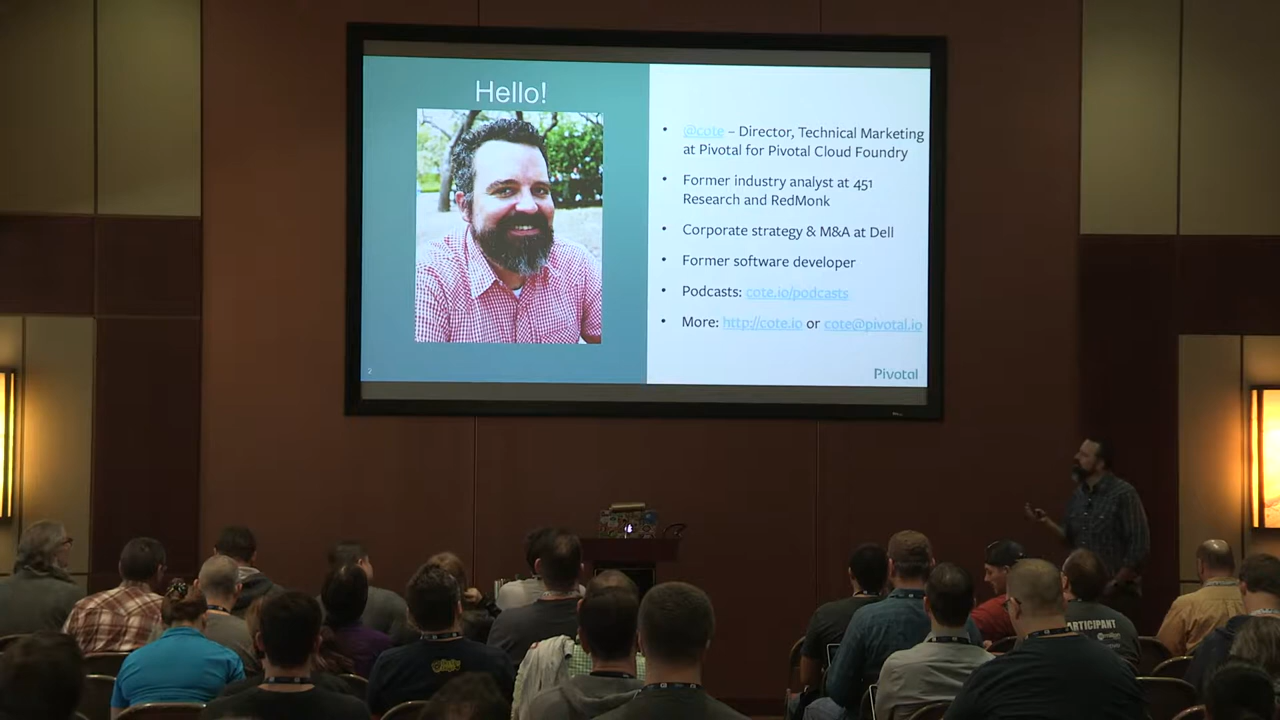 Hello!
• @cote – Director, Technical Marketing
at Pivotal for Pivotal Cloud Foundry
• Former industry analyst at 451
Research and RedMonk
• Corporate strategy & M&A at Dell
• Former software developer
• Podcasts: cote.io/podcasts
• More: http://cote.io or cote@pivotal.io
2
Pivotal
PARTICIPANT